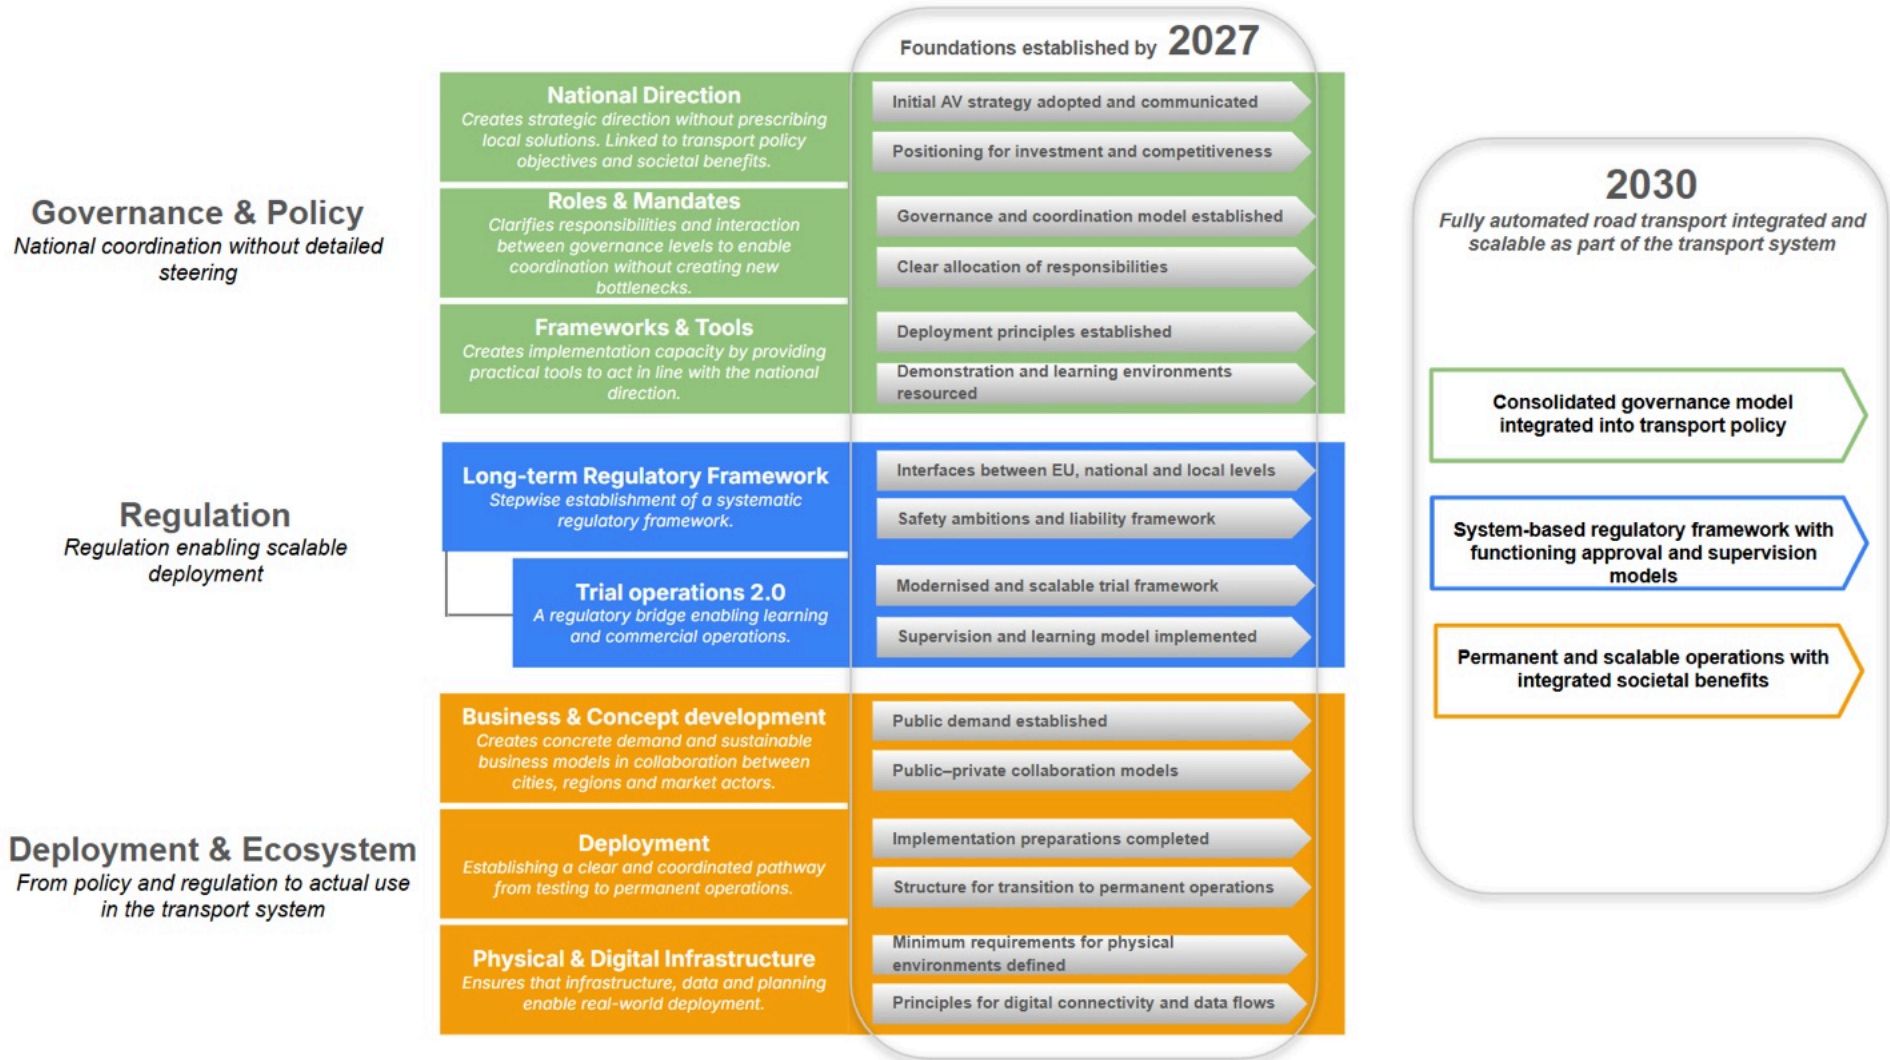 Foundations established by 2027
Governance & Policy
National coordination without detailed
steering
National Direction
Creates strategic direction without prescribing
local solutions. Linked to transport policy
objectives and societal benefits.
Initial AV strategy adopted and communicated
Positioning for investment and competitiveness
Roles & Mandates
Clarifies responsibilities and interaction
between governance levels to enable
coordination without creating new
bottlenecks.
Governance and coordination model established
Clear allocation of responsibilities
Frameworks & Tools
Creates implementation capacity by providing
practical tools to act in line with the national
direction.
Deployment principles established
Demonstration and learning environments
resourced
Regulation
Regulation enabling scalable
deployment
Long-term Regulatory Framework
Stepwise establishment of a systematic
regulatory framework.
Interfaces between EU, national and local levels
Safety ambitions and liability framework
Trial operations 2.0
A regulatory bridge enabling learning
and commercial operations.
Modernised and scalable trial framework
Supervision and learning model implemented
Deployment & Ecosystem
From policy and regulation to actual use
in the transport system
Business & Concept development
Creates concrete demand and sustainable
business models in collaboration between
cities, regions and market actors.
Public demand established
Public–private collaboration models
Deployment
Establishing a clear and coordinated pathway
from testing to permanent operations.
Implementation preparations completed
Structure for transition to permanent operations
Physical & Digital Infrastructure
Ensures that infrastructure, data and planning
enable real-world deployment.
Minimum requirements for physical
environments defined
Principles for digital connectivity and data flows
2030
Fully automated road transport integrated and
scalable as part of the transport system
Consolidated governance model
integrated into transport policy
System-based regulatory framework with
functioning approval and supervision
models
Permanent and scalable operations with
integrated societal benefits